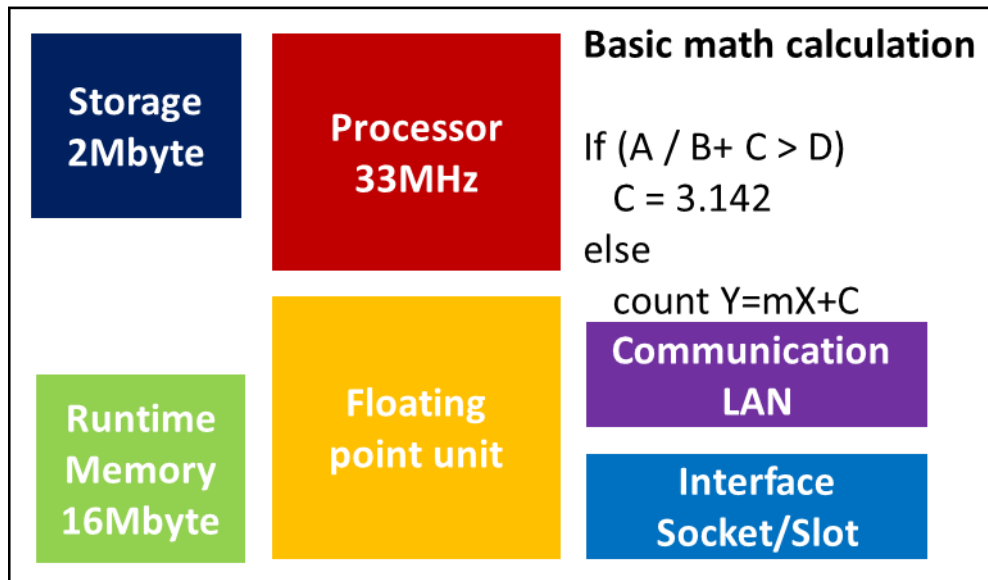 Storage
2Mbyte
Processor
33MHz
Basic math calculation
If (A / B+ C > D)
C = 3.142
else
count Y=mX+C
Runtime
Memory
16Mbyte
Floating
point unit
Communication
LAN
Interface
Socket/Slot